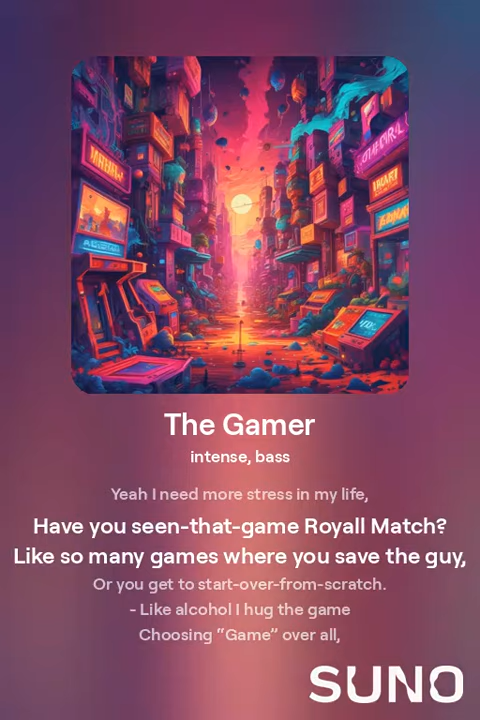 The Gamer
intense, bass
Yeah I need more stress in my life,
Have you seen-that-game Royall Match?
Like so many games where you save the guy,
Or you get to start-over-from-scratch.
- Like alcohol I hug the game
Choosing “Game” over all,
SUNO